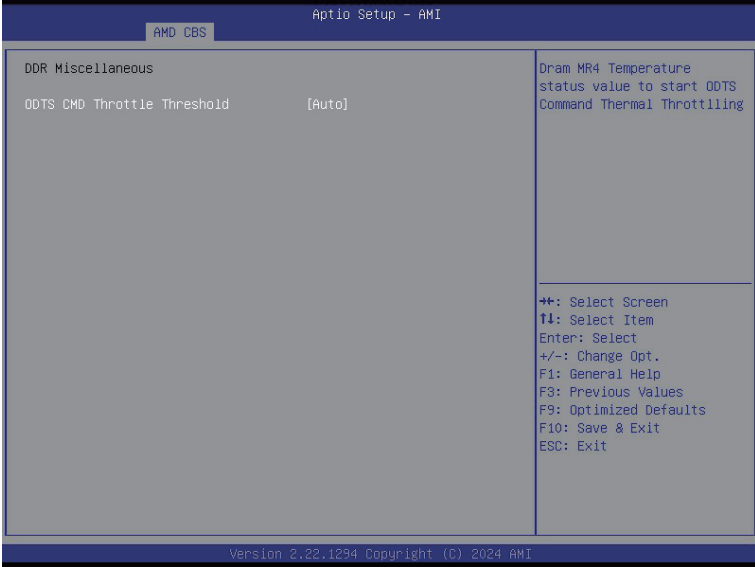 Aptio Setup – AMI
AMD CBS
DDR Miscellaneous
ODTS CMD Throttle Threshold [Auto]
Dram MR4 Temperature
status value to start ODTS
Command Thermal Throttlling
→←: Select Screen
↑↓: Select Item
Enter: Select
+/-: Change Opt.
F1: General Help
F3: Previous Values
F9: Optimized Defaults
F10: Save & Exit
ESC: Exit
Version 2.22.1294 Copyright (C) 2024 AMI